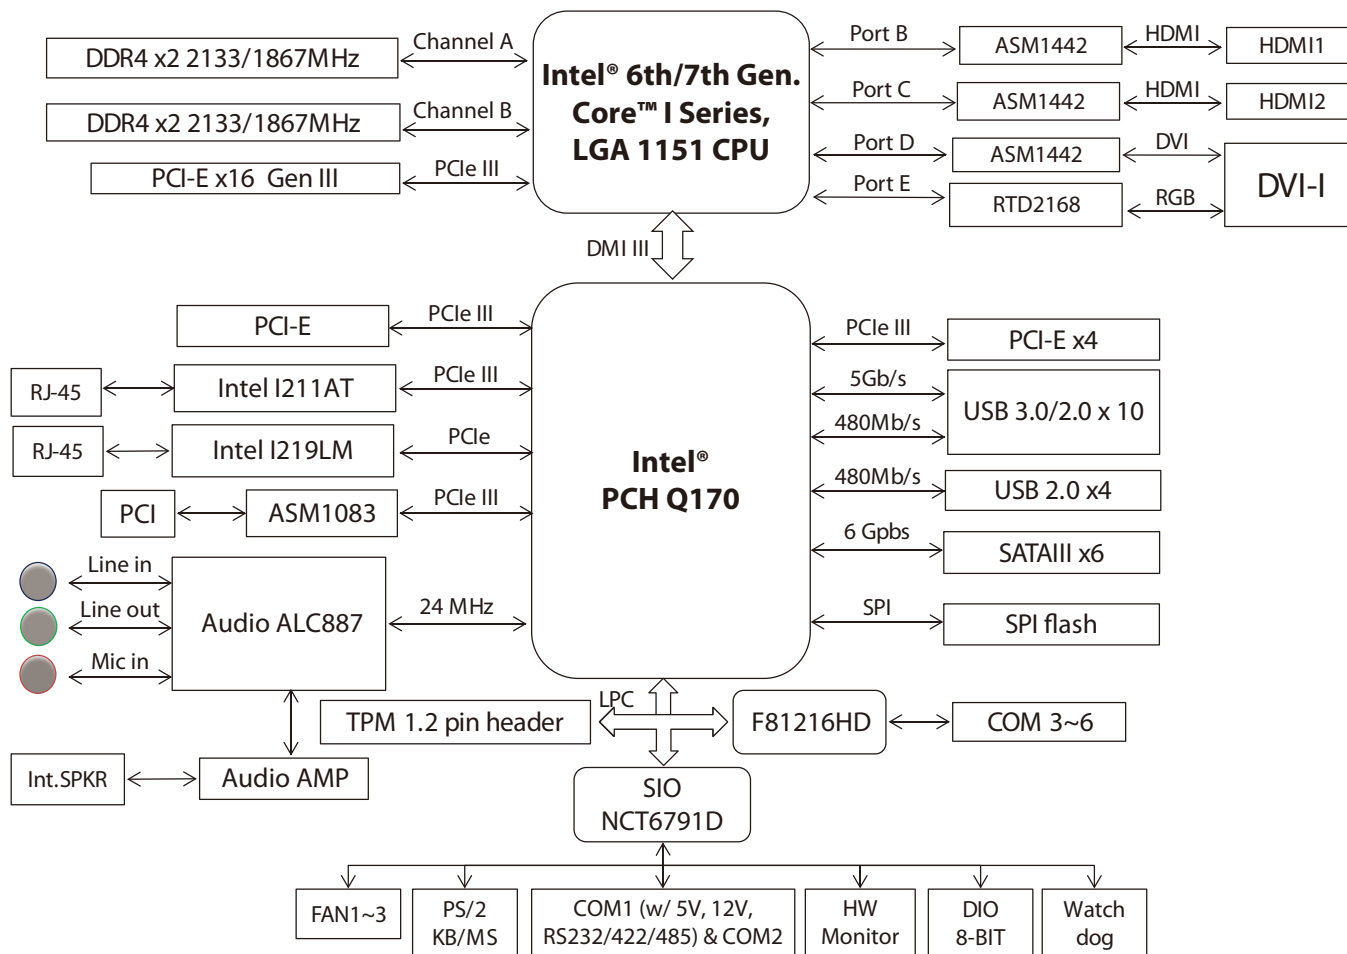 DDR4 x2 2133/1867MHz
Channel A
DDR4 x2 2133/1867MHz
Channel B
PCI-E x16 Gen III
PCIe III
Intel® 6th/7th Gen.
Core™ I Series,
LGA 1151 CPU
Port B
ASM1442
HDMI
HDMI1
Port C
ASM1442
HDMI
HDMI2
Port D
ASM1442
DVI
Port E
RTD2168
RGB
DVI-I
DMI III
PCI-E
PCIe III
RJ-45
Intel I211AT
PCIe III
RJ-45
Intel I219LM
PCIe
PCI
ASM1083
PCIe III
Line in
Line out
Mic in
Audio ALC887
24 MHz
Intel®
PCH Q170
PCIe III
PCI-E x4
5Gb/s
480Mb/s
USB 3.0/2.0 x 10
480Mb/s
USB 2.0 x4
6 Gpbs
SATAIII x6
SPI
SPI flash
LPC
TPM 1.2 pin header
F81216HD
COM 3~6
Int.SPKR
Audio AMP
SIO
NCT6791D
FAN1~3
PS/2
KB/MS
COM1 (w/ 5V, 12V,
RS232/422/485) & COM2
HW
Monitor
DIO
8-BIT
Watch
dog